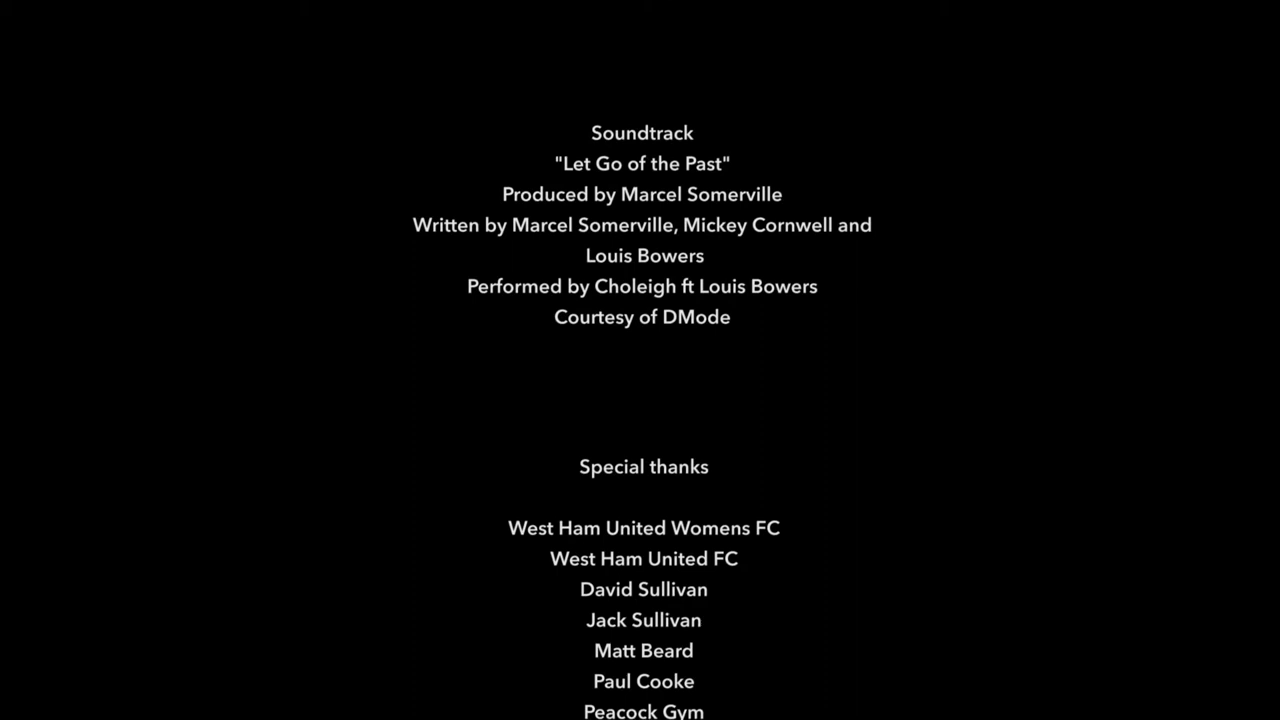 Soundtrack
"Let Go of the Past"
Produced by Marcel Somerville
Written by Marcel Somerville, Mickey Cornwell and
Louis Bowers
Performed by Choleigh ft Louis Bowers
Courtesy of DMode
Special thanks
West Ham United Womens FC
West Ham United FC
David Sullivan
Jack Sullivan
Matt Beard
Paul Cooke
Peacock Gym